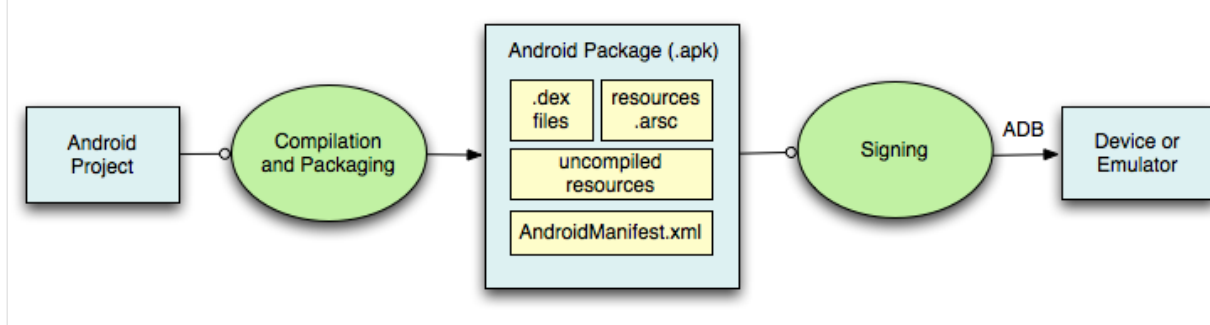 Android
Project
Compilation
and Packaging
Android Package (.apk)
.dex
files
resources
.arsc
uncompiled
resources
AndroidManifest.xml
Signing
ADB
Device or
Emulator